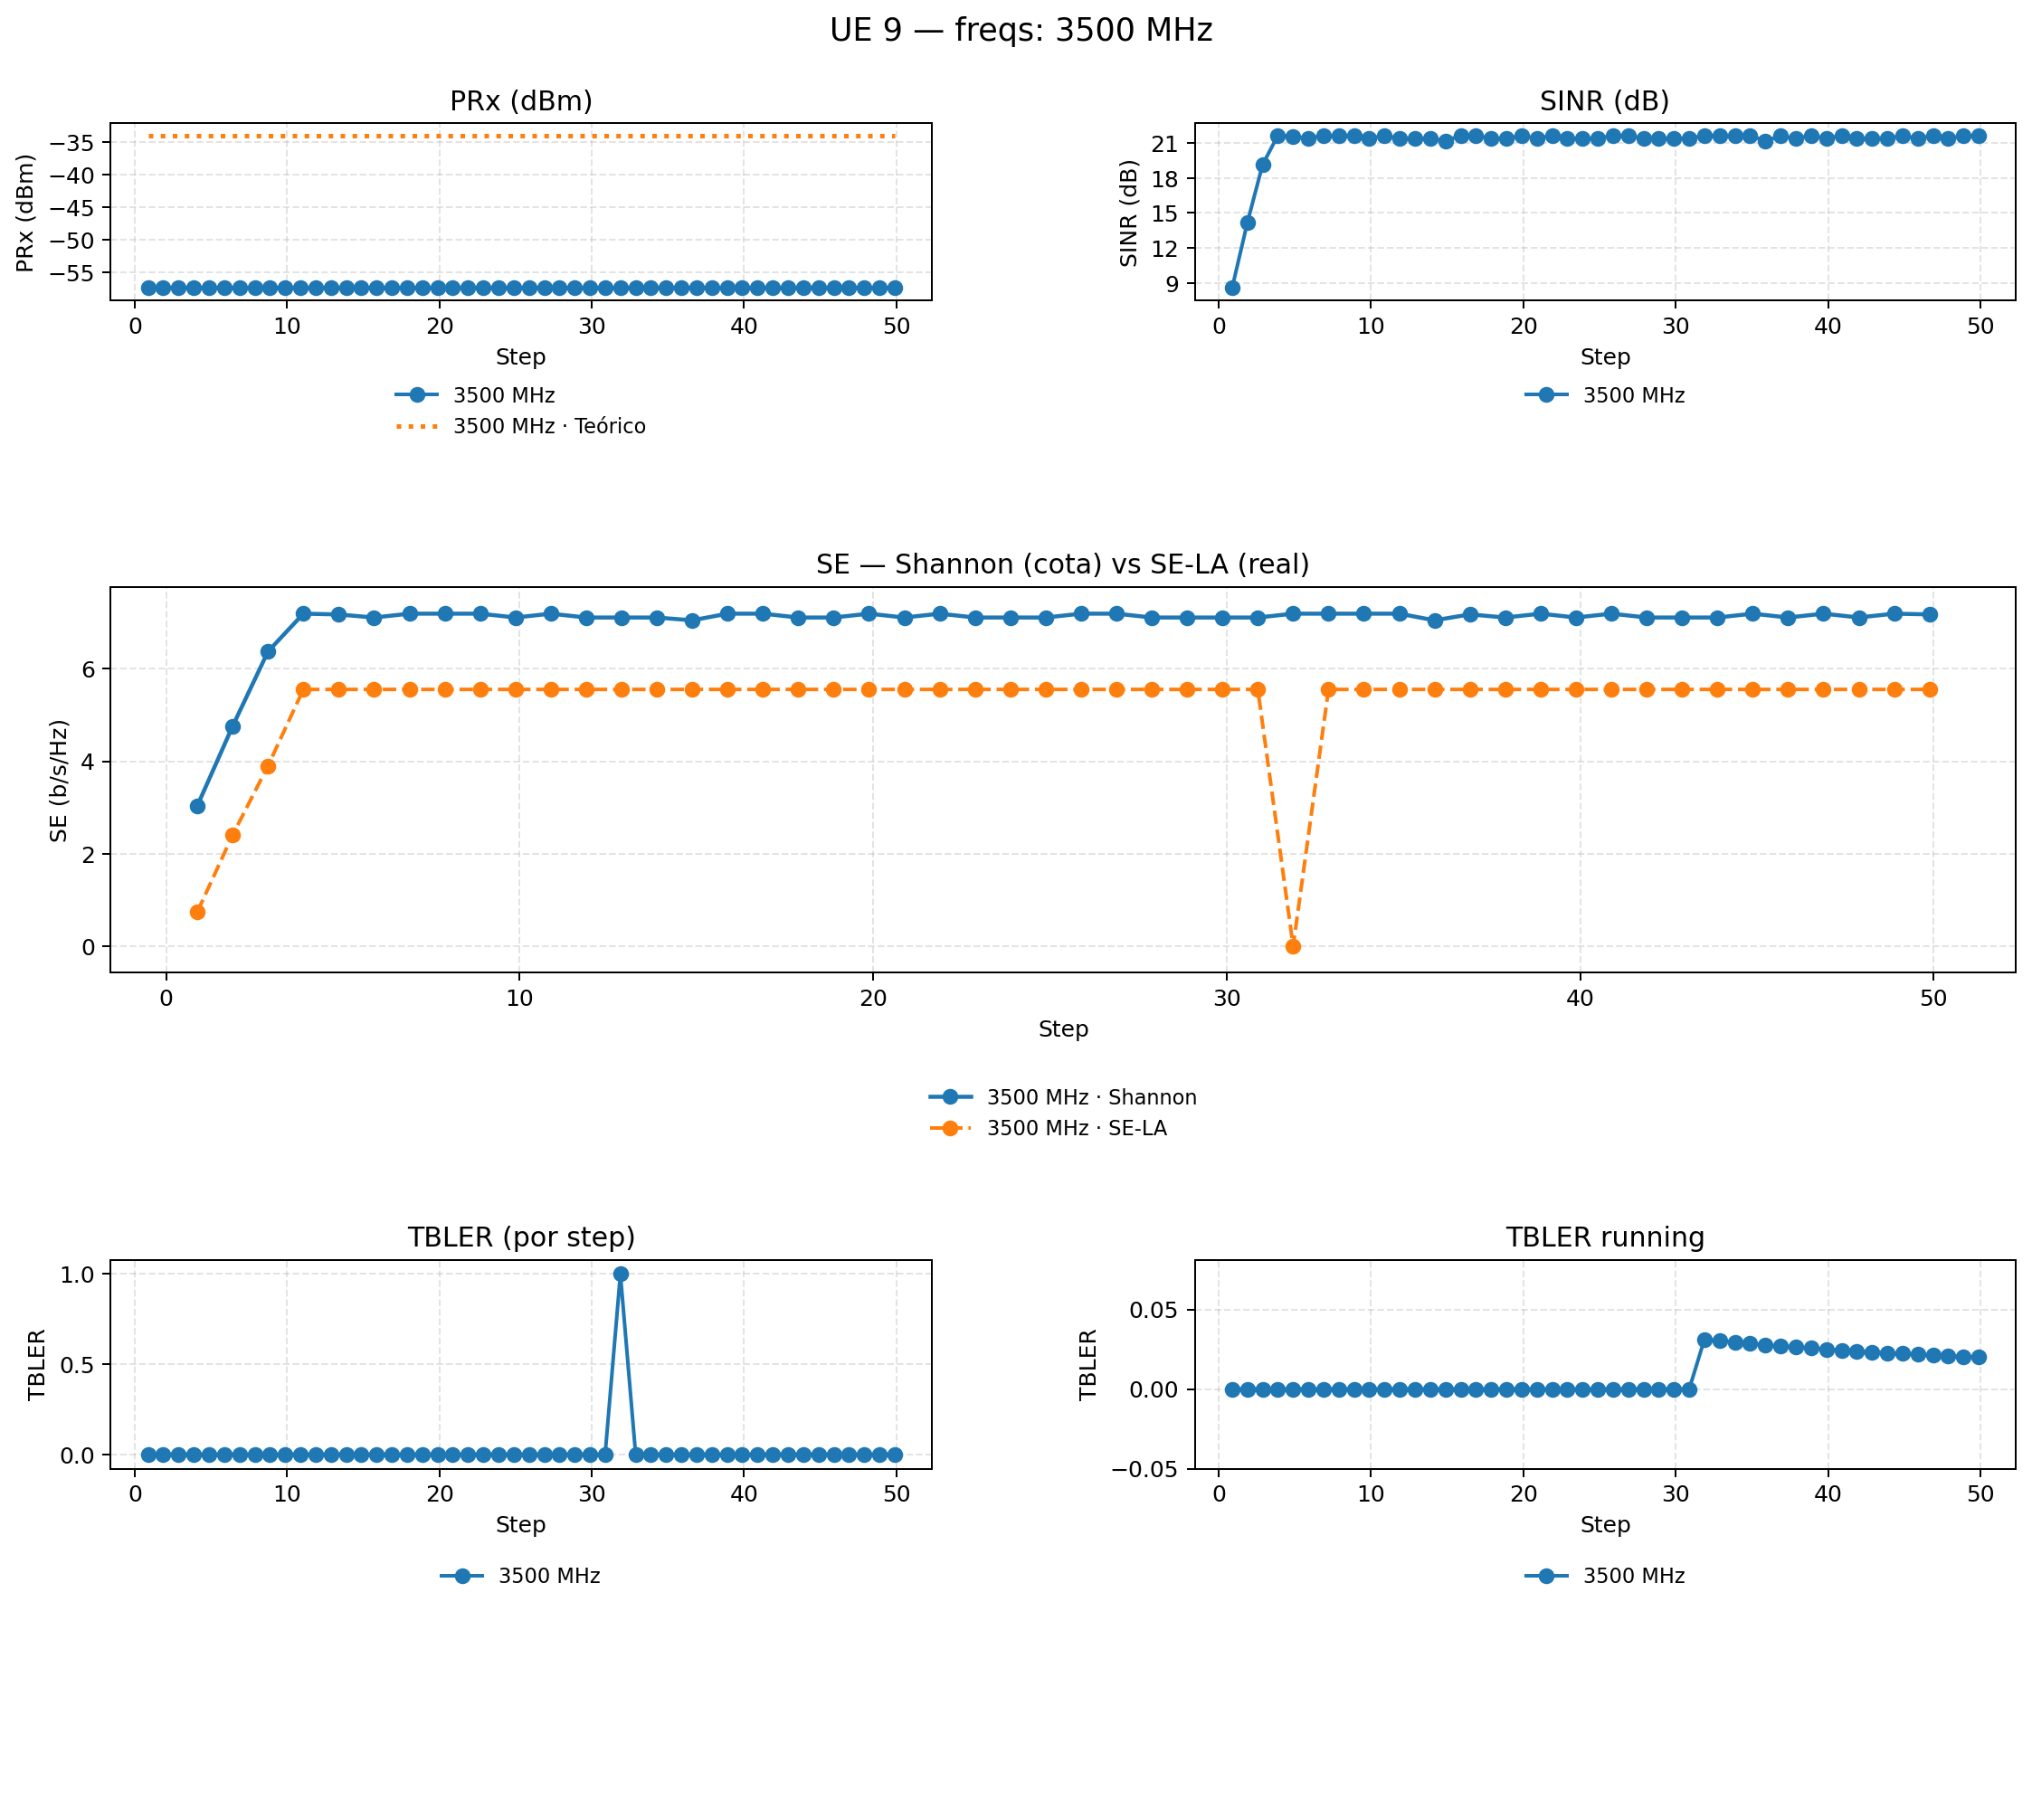 UE 9 — freqs: 3500 MHz
PRx (dBm)
PRx (dBm)
−35
−40
−45
−50
−55
0 10 20 30 40 50
Step
3500 MHz
3500 MHz · Teórico
SINR (dB)
SINR (dB)
21
18
15
12
9
0 10 20 30 40 50
Step
3500 MHz
SE — Shannon (cota) vs SE-LA (real)
SE (b/s/Hz)
6
4
2
0
0 10 20 30 40 50
Step
3500 MHz · Shannon
3500 MHz · SE-LA
TBLER (por step)
TBLER
1.0
0.5
0.0
0 10 20 30 40 50
Step
3500 MHz
TBLER running
TBLER
0.05
0.00
−0.05
0 10 20 30 40 50
Step
3500 MHz